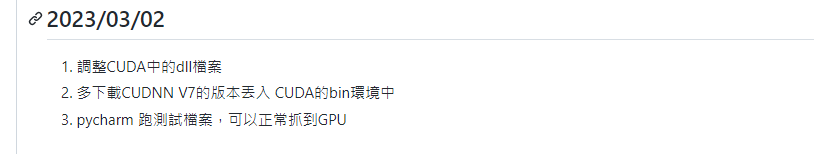 2023/03/02
1. 調整CUDA中的dll檔案
2. 多下載CUDNN V7的版本丟入 CUDA的bin環境中
3. pycharm 跑測試檔案，可以正常抓到GPU